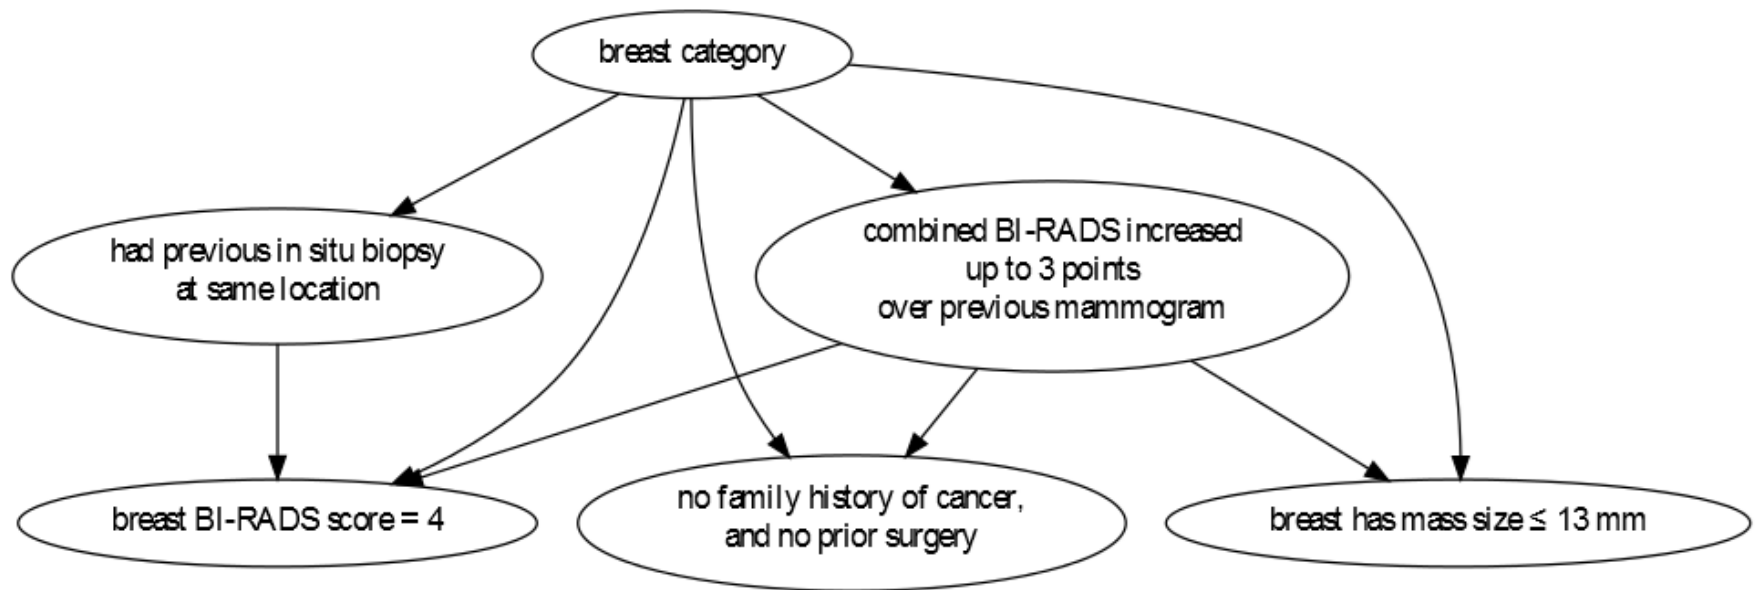 breast category
had previous in situ biopsy
at same location
combined BI-RADS increased
up to 3 points
over previous mammogram
breast BI-RADS score = 4
no family history of cancer,
and no prior surgery
breast has mass size ≤ 13 mm